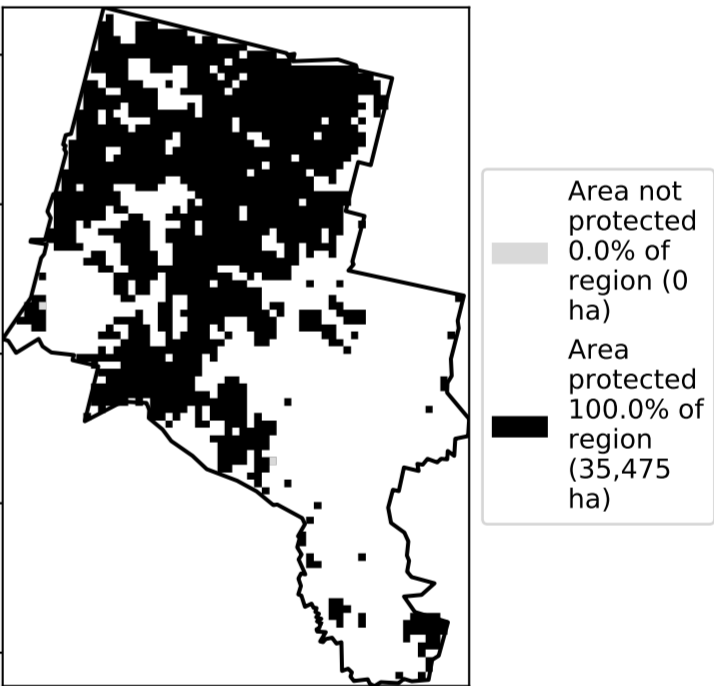 Area not
protected
0.0% of
region (0
ha)
Area
protected
100.0% of
region
(35,475
ha)